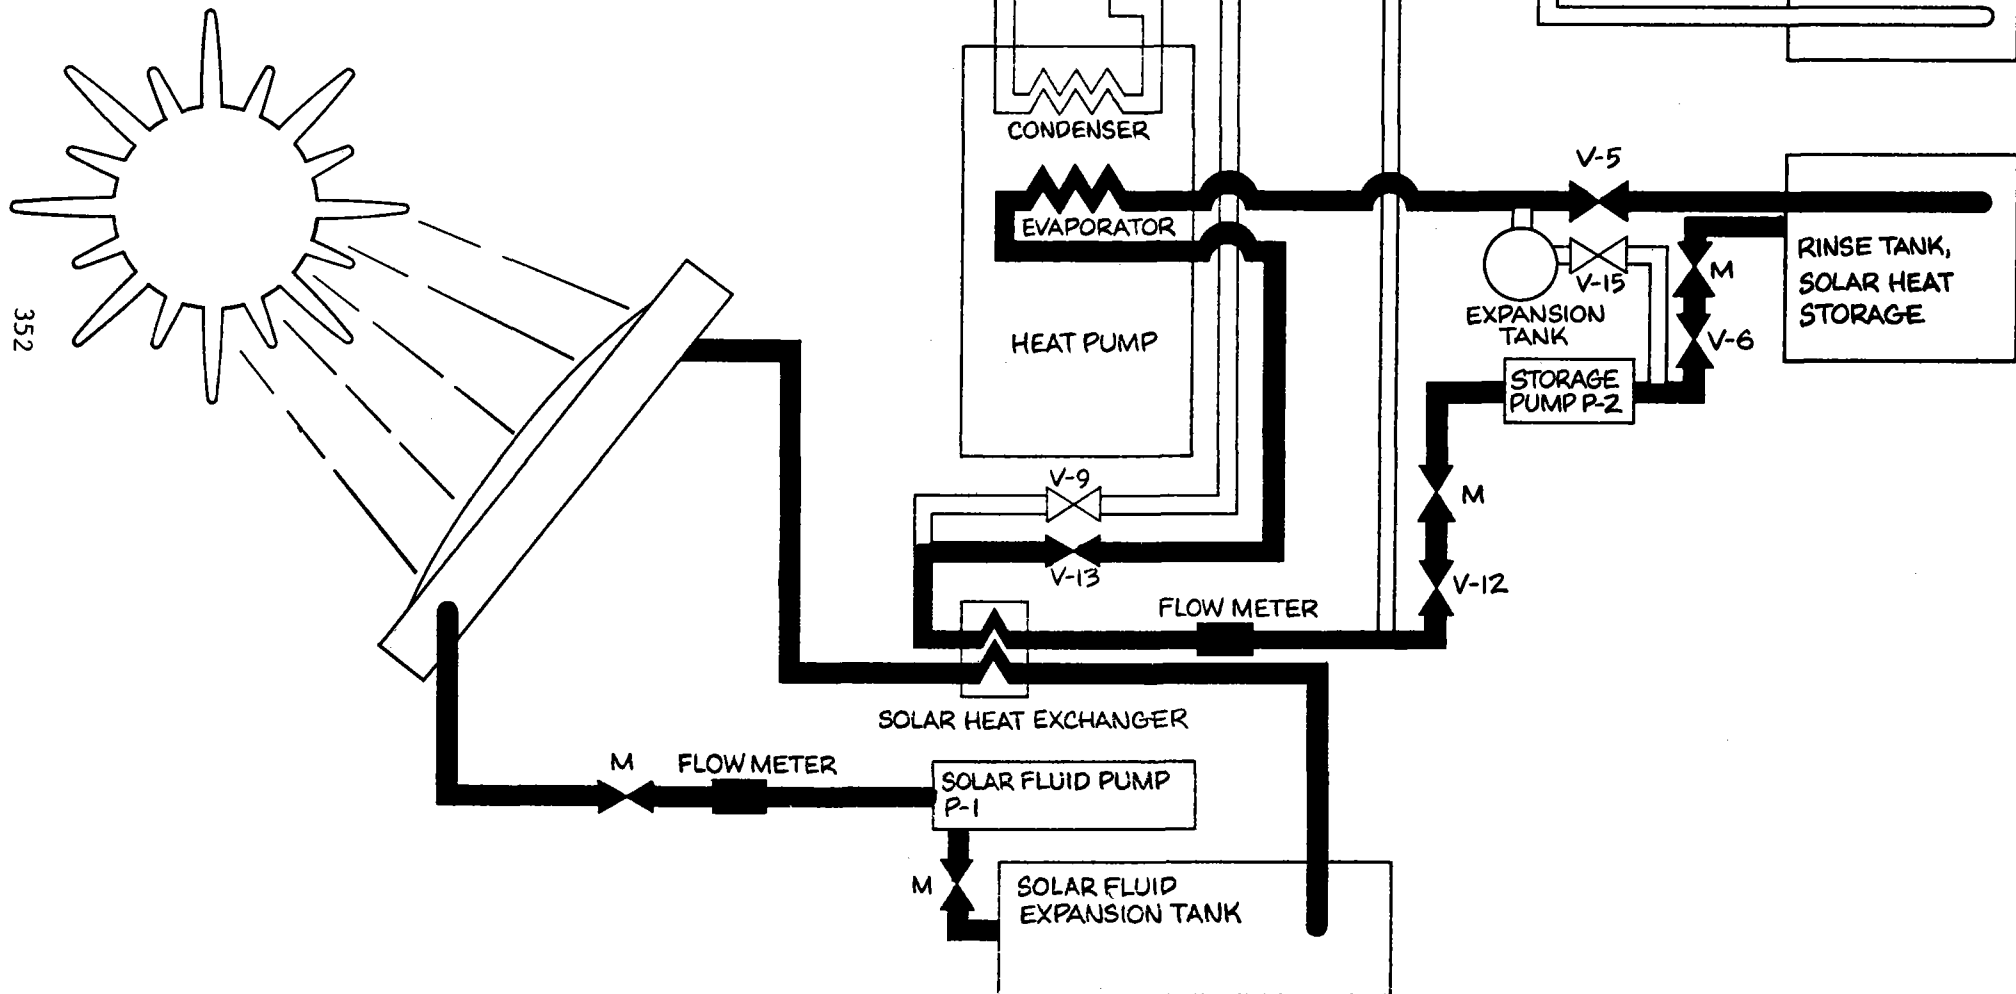 CONDENSER
V-5
EVAPORATOR
RINSE TANK,
SOLAR HEAT
STORAGE
M
V-15
EXPANSION
TANK
HEAT PUMP
V-6
STORAGE
PUMP P-2
352
V-9
M
V-13
V-12
FLOW METER
SOLAR HEAT EXCHANGER
M
FLOW METER
SOLAR FLUID PUMP
P-1
M
SOLAR FLUID
EXPANSION TANK